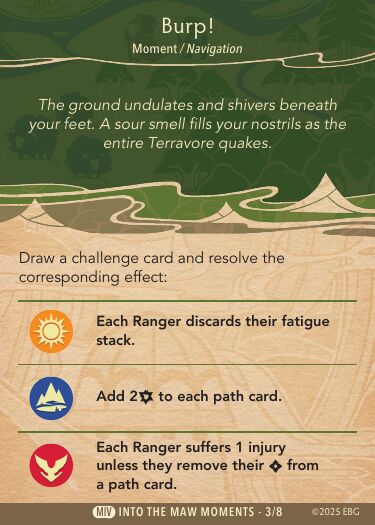 Burp!
Moment / Navigation
The ground undulates and shivers beneath
your feet. A sour smell fills your nostrils as the
entire Terravore quakes.
Draw a challenge card and resolve the
corresponding effect:
Each Ranger discards their fatigue
stack.
Add 2 to each path card.
Each Ranger suffers 1 injury
unless they remove their from
a path card.
MIV INTO THE MAW MOMENTS - 3/8 ©2025 EBG